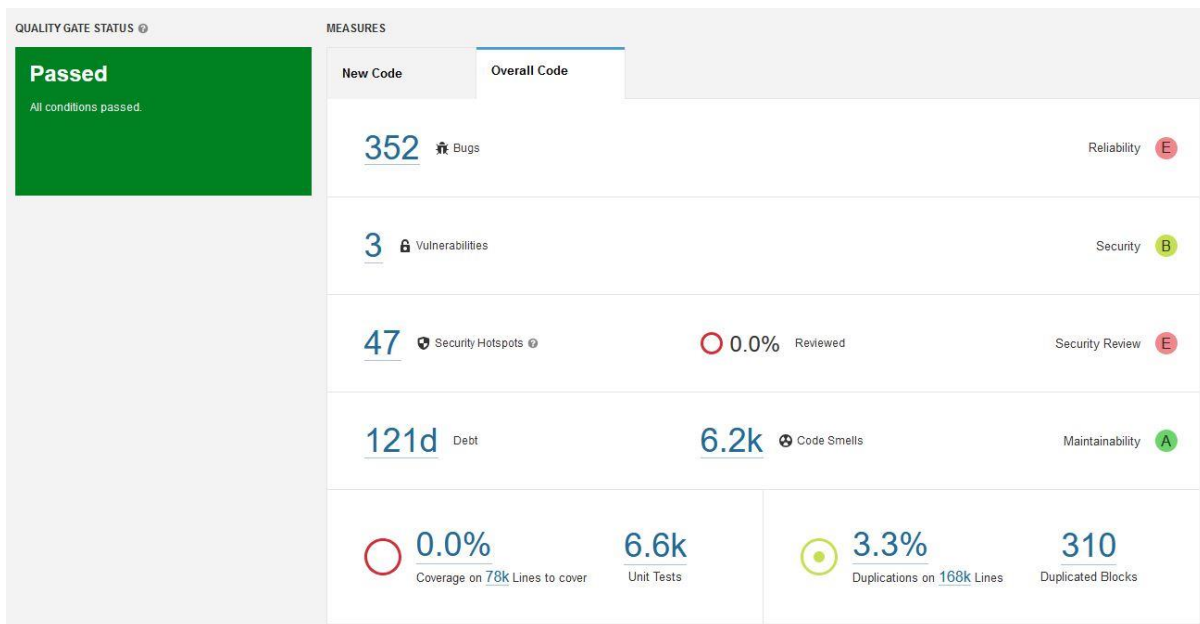 QUALITY GATE STATUS ?
MEASURES
Passed
All conditions passed.
New Code
Overall Code
352 Bugs
Reliability E
3 Vulnerabilities
Security B
47 Security Hotspots ?
0.0% Reviewed
Security Review E
121d Debt
6.2k Code Smells
Maintainability A
0.0%
Coverage on 78k Lines to cover
6.6k
Unit Tests
3.3%
Duplications on 168k Lines
310
Duplicated Blocks